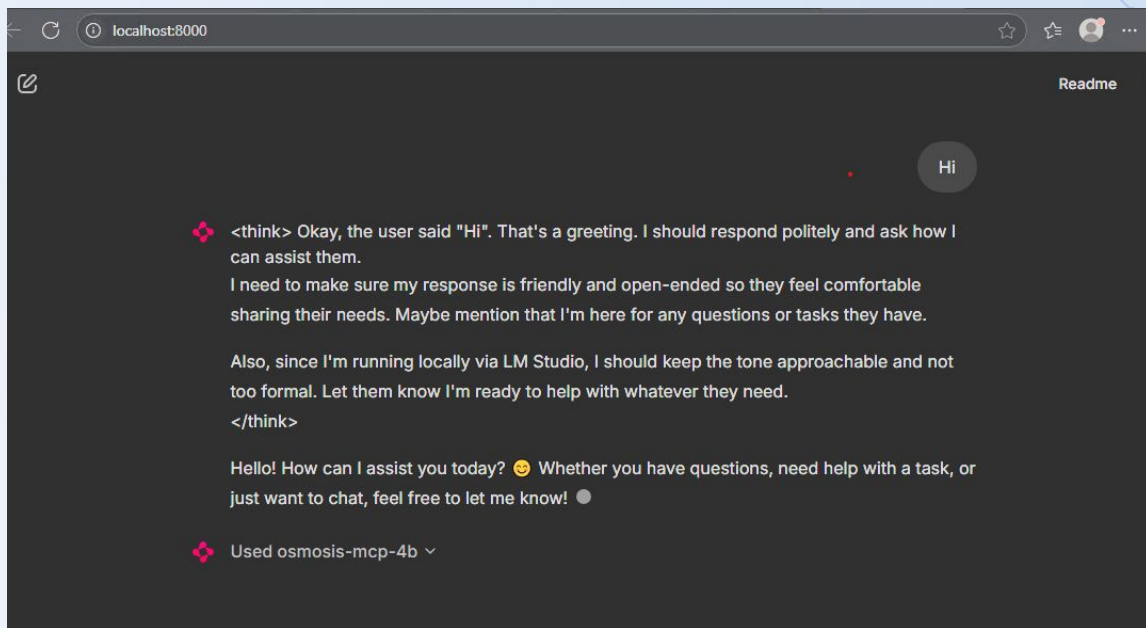 localhost:8000
Readme
Hi
<think> Okay, the user said "Hi". That's a greeting. I should respond politely and ask how I
can assist them.
I need to make sure my response is friendly and open-ended so they feel comfortable
sharing their needs. Maybe mention that I'm here for any questions or tasks they have.
Also, since I'm running locally via LM Studio, I should keep the tone approachable and not
too formal. Let them know I'm ready to help with whatever they need.
</think>
Hello! How can I assist you today? 😊 Whether you have questions, need help with a task, or
just want to chat, feel free to let me know!
Used osmosis-mcp-4b